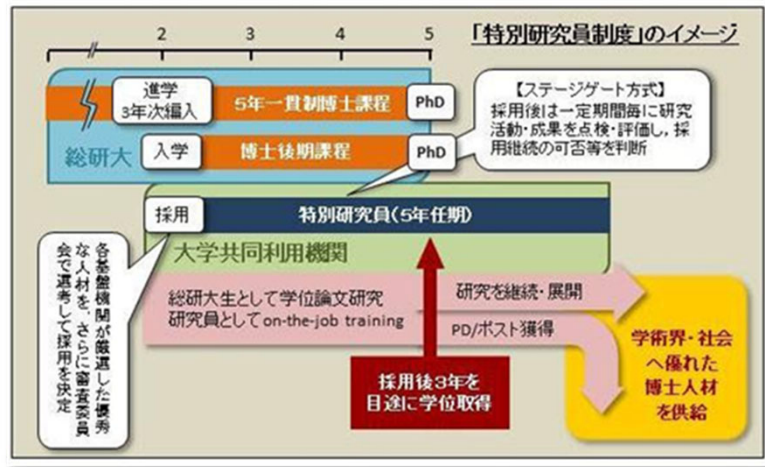 「特別研究員制度」のイメージ
2 3 4 5
進学
3年次編入
5年一貫制博士課程
PhD
総研大
入学
博士後期課程
PhD
【ステージゲート方式】
採用後は一定期間毎に研究
活動・成果を点検・評価し, 採
用継続の可否等を判断
採用
特別研究員(5年任期)
大学共同利用機関
各基盤機関が厳選した優秀
な人材を、さらに審査委員
会で選考して採用を決定
総研大生として学位論文研究
研究員としてon-the-job training
研究を継続・展開
PD/ポスト獲得
採用後3年を
目途に学位取得
学術界・社会
へ優れた
博士人材
を供給